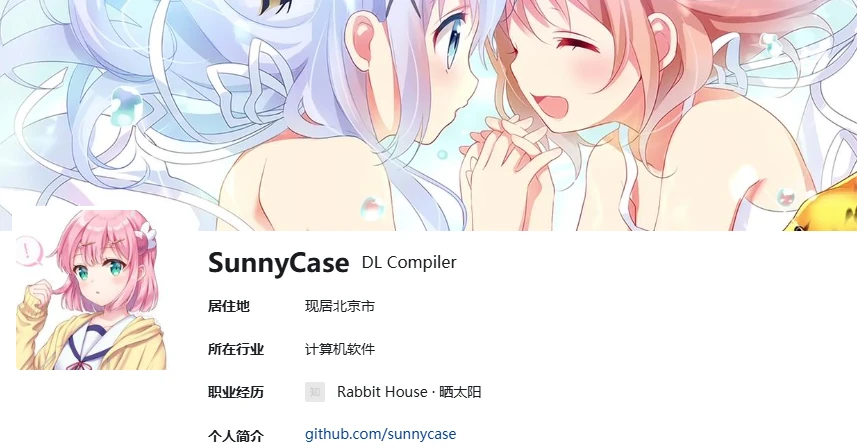 !
SunnyCase DL Compiler
居住地 现居北京市
所在行业 计算机软件
职业经历 知 Rabbit House · 晒太阳
个人简介 github.com/sunnycase